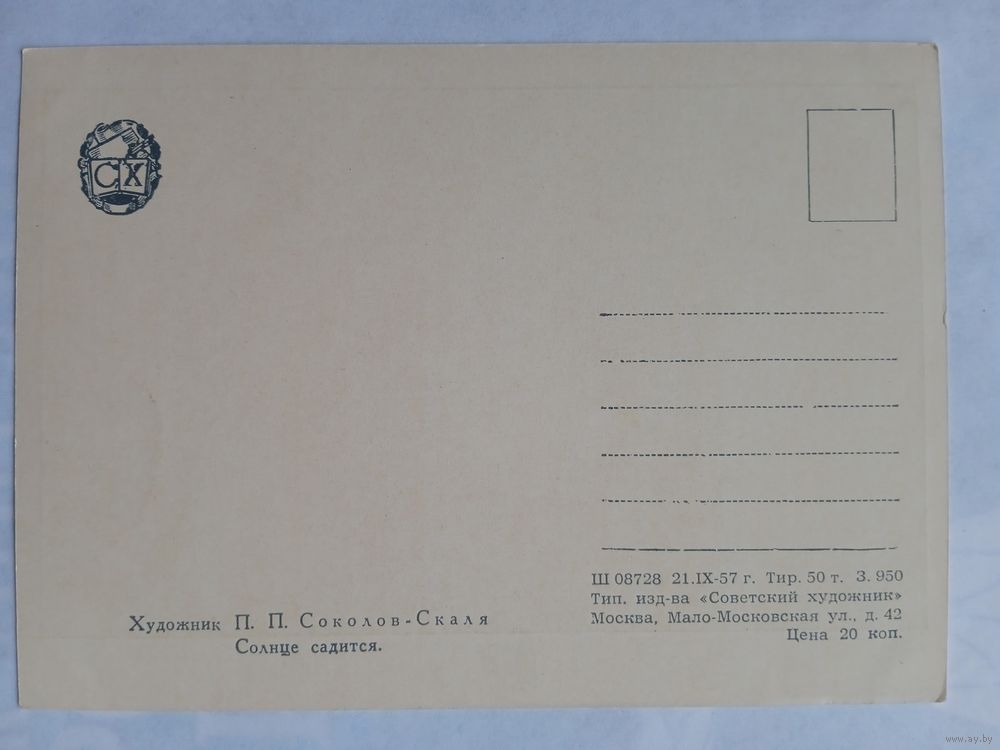 СХ
Художник П. П. Соколов-Скаля
Солнце садится.
Ш 08728 21.IX-57 г. Тир. 50 т. З. 950
Тип. изд-ва «Советский художник»
Москва, Мало-Московская ул., д. 42
Цена 20 коп.
www.ay.by